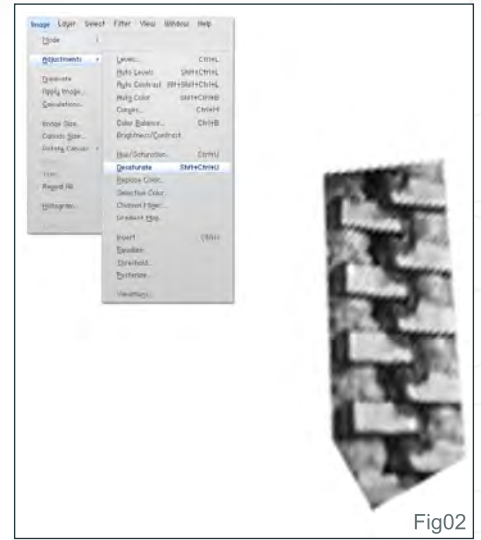 Image Layer Select Filter View Window Help
Mode
Adjustments
Duplicate
Apply Image...
Calculations...
Image Size...
Canvas Size...
Rotate Canvas
Reveal All
Histogram...
Levels... Ctrl+L
Auto Levels Shift+Ctrl+L
Auto Contrast Alt+Shift+Ctrl+L
Auto Color Shift+Ctrl+B
Curves... Ctrl+M
Color Balance... Ctrl+B
Brightness/Contrast...
Hue/Saturation... Ctrl+U
Desaturate Shift+Ctrl+U
Replace Color...
Selective Color...
Channel Mixer...
Gradient Map...
Invert Ctrl+I
Equalize
Threshold...
Posterize...
Variations...
Fig02